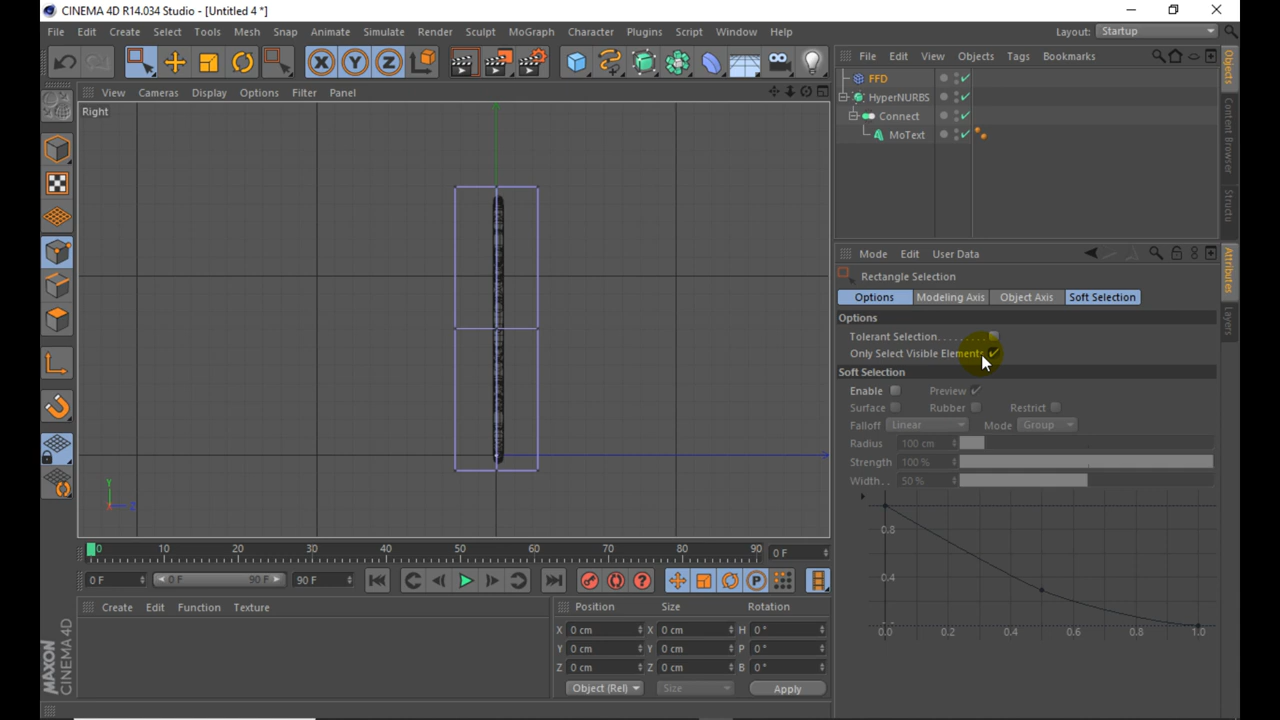 CINEMA 4D R14.034 Studio - [Untitled 4 *]
File Edit Create Select Tools Mesh Snap Animate Simulate Render Sculpt MoGraph Character Plugins Script Window Help Layout: Startup
X Y Z
File Edit View Objects Tags Bookmarks
View Cameras Display Options Filter Panel
Right
FFD
HyperNURBS
Connect
MoText
Objects
Content Browser
Structu
Mode Edit User Data
Rectangle Selection
Options Modeling Axis Object Axis Soft Selection
Options
Tolerant Selection
Only Select Visible Elements
Soft Selection
Enable Preview
Surface Rubber Restrict
Falloff Linear Mode Group
Radius 100 cm
Strength 100 %
Width . . 50 %
0.8
0.4
0.0 0.2 0.4 0.6 0.8 1.0
Attributes
Layers
Y
Z
0 10 20 30 40 50 60 70 80 90 0 F
0 F 0 F 90 F 90 F
P
Create Edit Function Texture
Position Size Rotation
X 0 cm X 0 cm H 0 °
Y 0 cm Y 0 cm P 0 °
Z 0 cm Z 0 cm B 0 °
Object (Rel) Size Apply
MAXON
CINEMA 4D